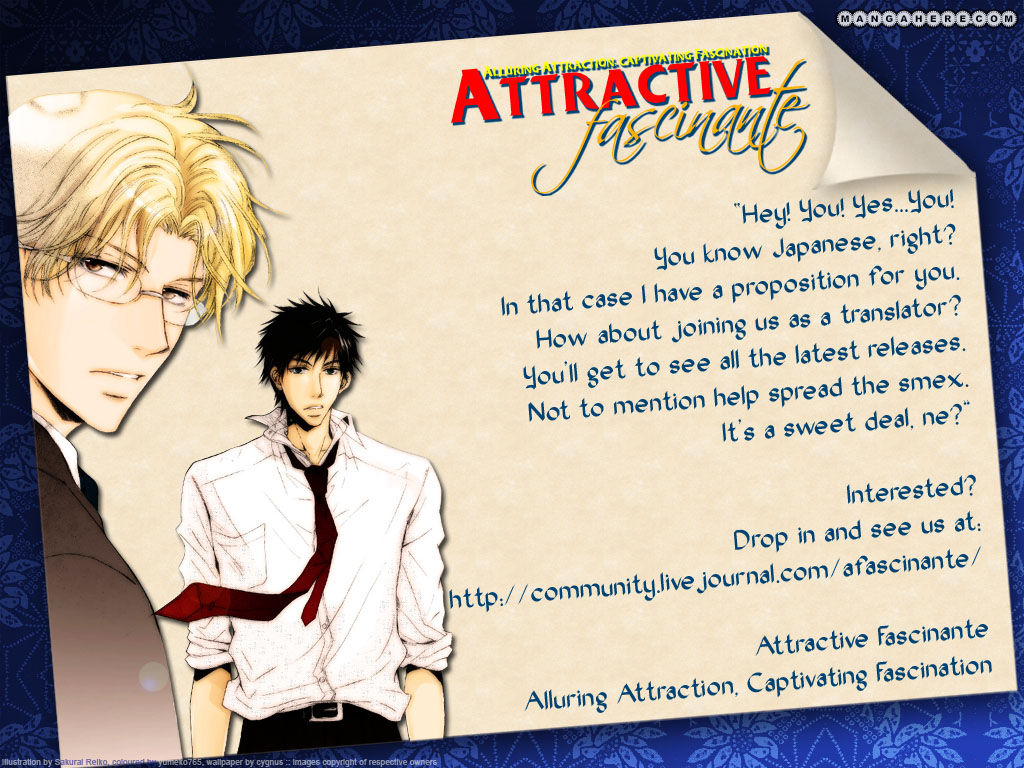 MANGAHERE.COM
Alluring Attraction, Captivating Fascination
Attractive
fascinante
"Hey! You! Yes...You!
You know Japanese, right?
In that case I have a proposition for you.
How about joining us as a translator?
You'll get to see all the latest releases.
Not to mention help spread the smex.
It's a sweet deal, ne?"
Interested?
Drop in and see us at:
http://community.livejournal.com/afascinante/
Attractive Fascinante
Alluring Attraction, Captivating Fascination
Illustration by Sakurai Reiko, coloured by yumeko765, wallpaper by cygnus :: Images copyright of respective owners